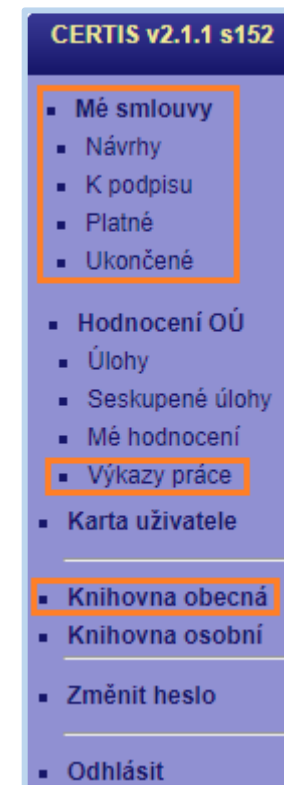 CERTIS v2.1.1 s152
Mé smlouvy
Návrhy
K podpisu
Platné
Ukončené
Hodnocení OÚ
Úlohy
Seskupené úlohy
Mé hodnocení
Výkazy práce
Karta uživatele
Knihovna obecná
Knihovna osobní
Změnit heslo
Odhlásit